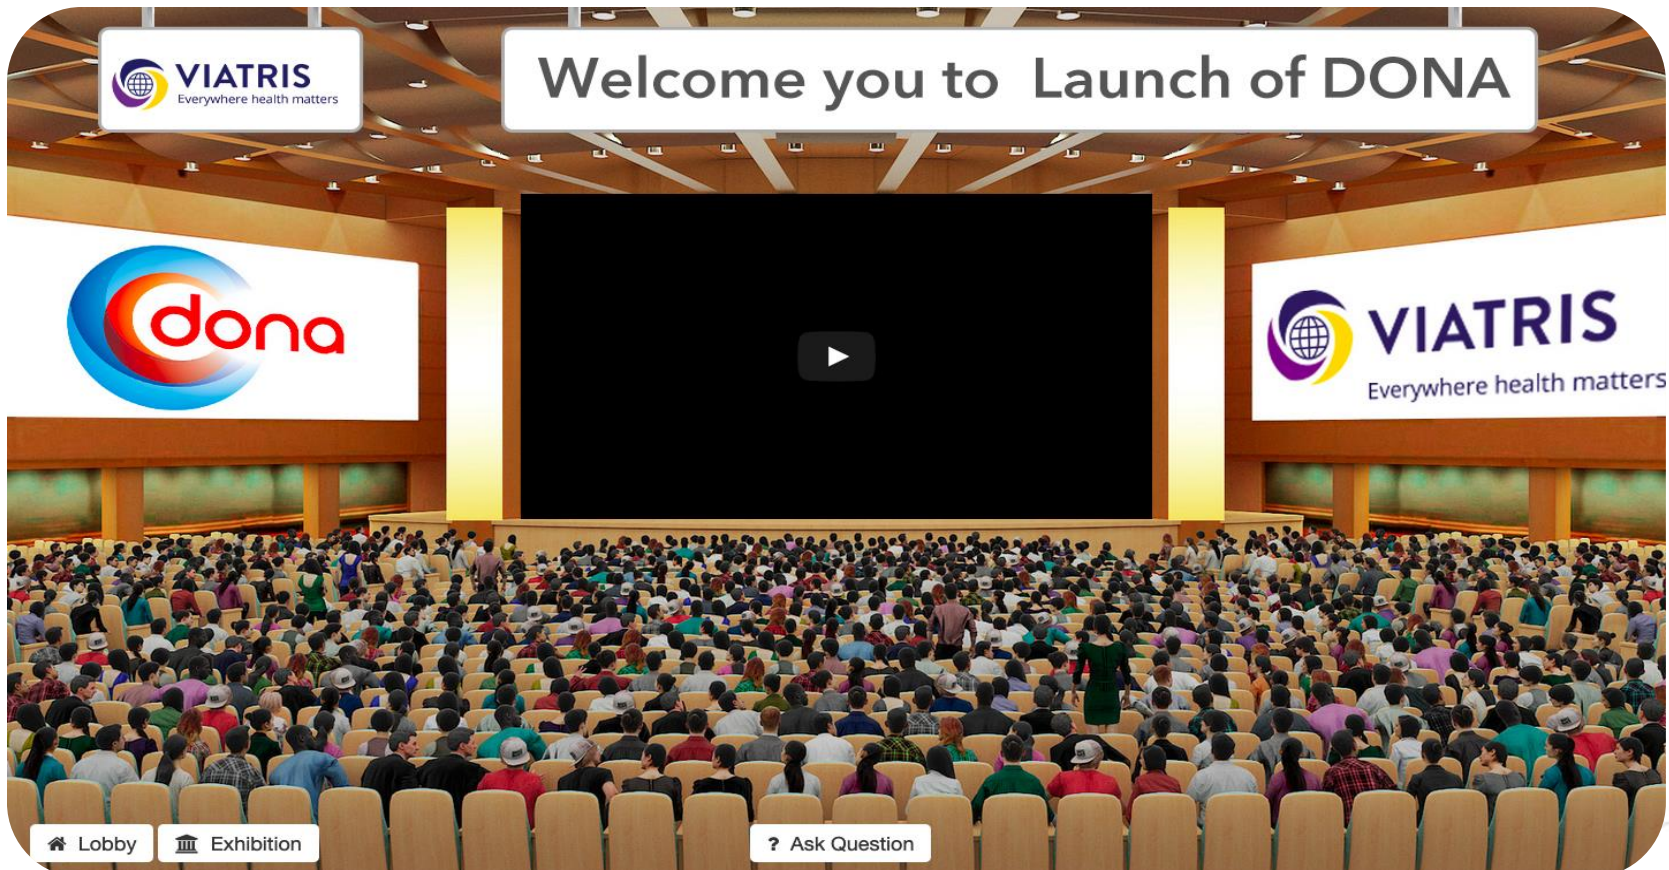 VIATRIS
Everywhere health matters
Welcome you to Launch of DONA
dona
VIATRIS
Everywhere health matters
Lobby
Exhibition
? Ask Question